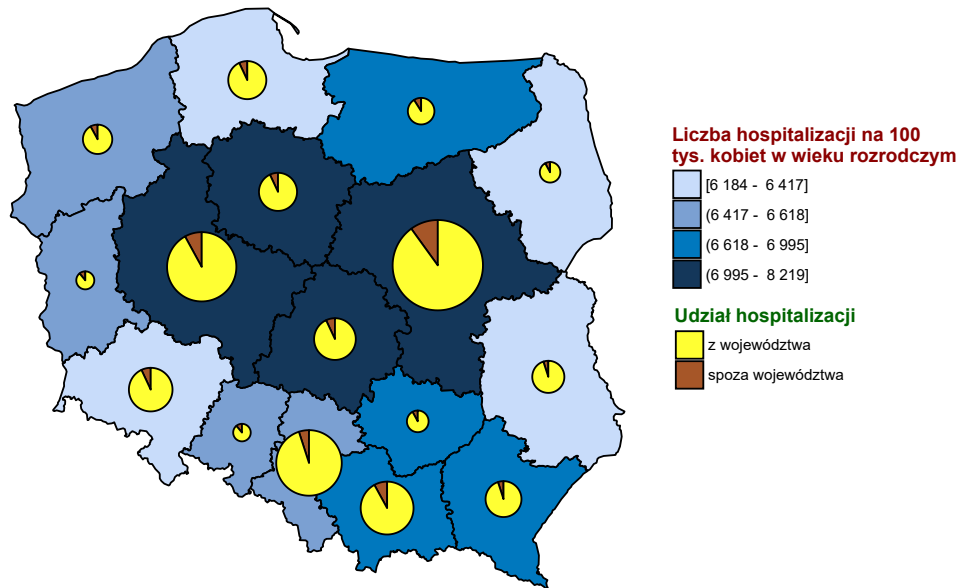 Liczba hospitalizacji na 100
tys. kobiet w wieku rozrodczym
[6 184 - 6 417]
(6 417 - 6 618]
(6 618 - 6 995]
(6 995 - 8 219]
Udział hospitalizacji
z województwa
spoza województwa